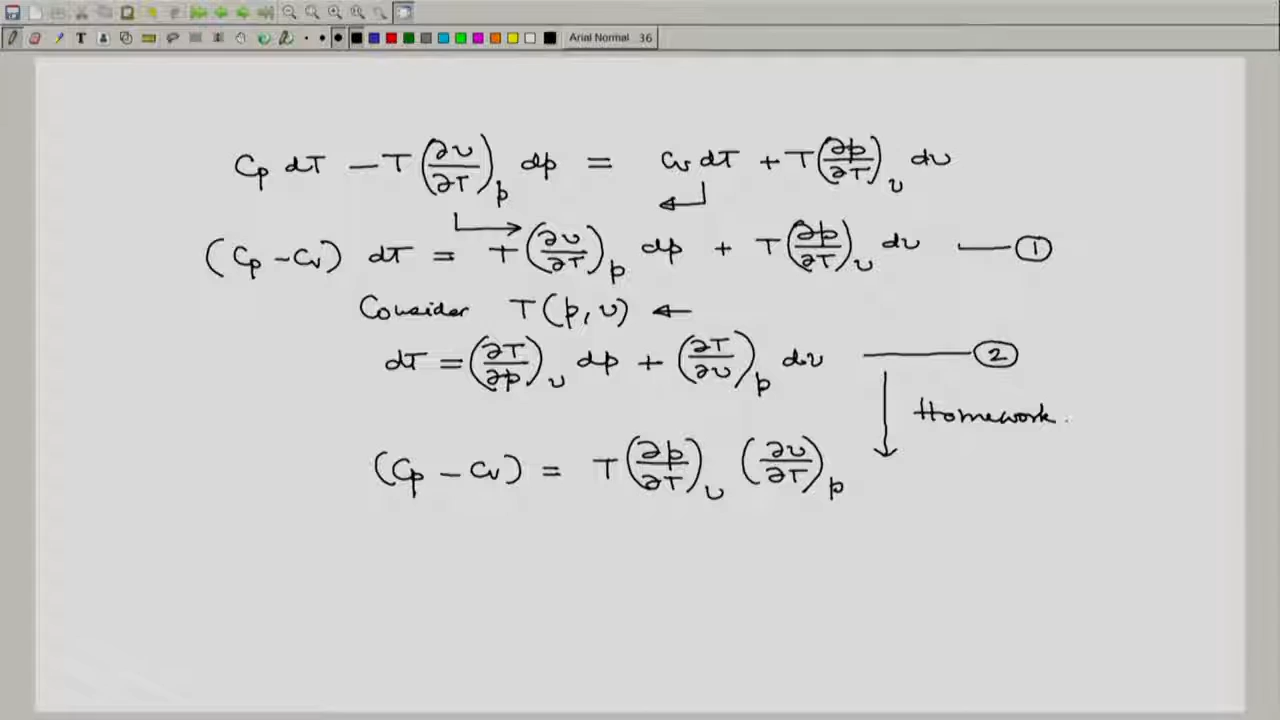 Arial Normal 36
Cp dT − T(∂v/∂T)p dp = Cv dT + T(∂p/∂T)v dv
(Cp − Cv) dT = T(∂v/∂T)p dp + T(∂p/∂T)v dv —— ①
Consider T(p, v) ←
dT = (∂T/∂p)v dp + (∂T/∂v)p dv —— ②
Homework.
(Cp − Cv) = T(∂p/∂T)v (∂v/∂T)p